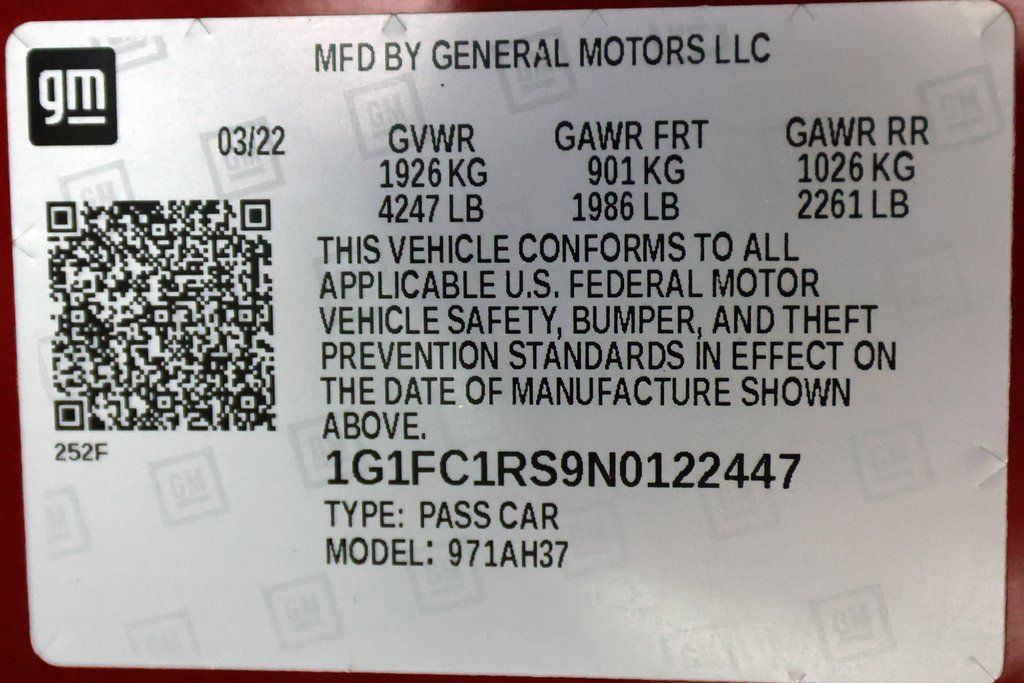 gm
MFD BY GENERAL MOTORS LLC
03/22
GVWR
1926 KG
4247 LB
GAWR FRT
901 KG
1986 LB
GAWR RR
1026 KG
2261 LB
THIS VEHICLE CONFORMS TO ALL
APPLICABLE U.S. FEDERAL MOTOR
VEHICLE SAFETY, BUMPER, AND THEFT
PREVENTION STANDARDS IN EFFECT ON
THE DATE OF MANUFACTURE SHOWN
ABOVE.
252F
1G1FC1RS9N0122447
TYPE: PASS CAR
MODEL: 971AH37